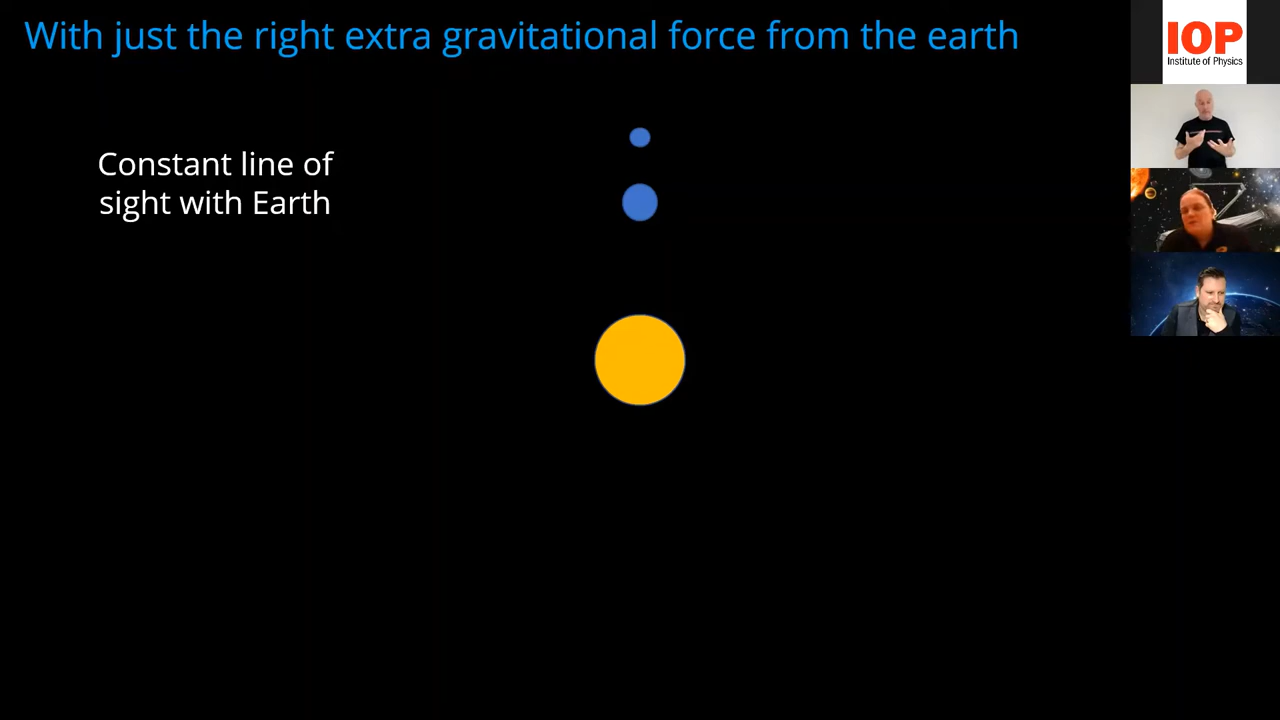 With just the right extra gravitational force from the earth
Constant line of
sight with Earth
IOP
Institute of Physics